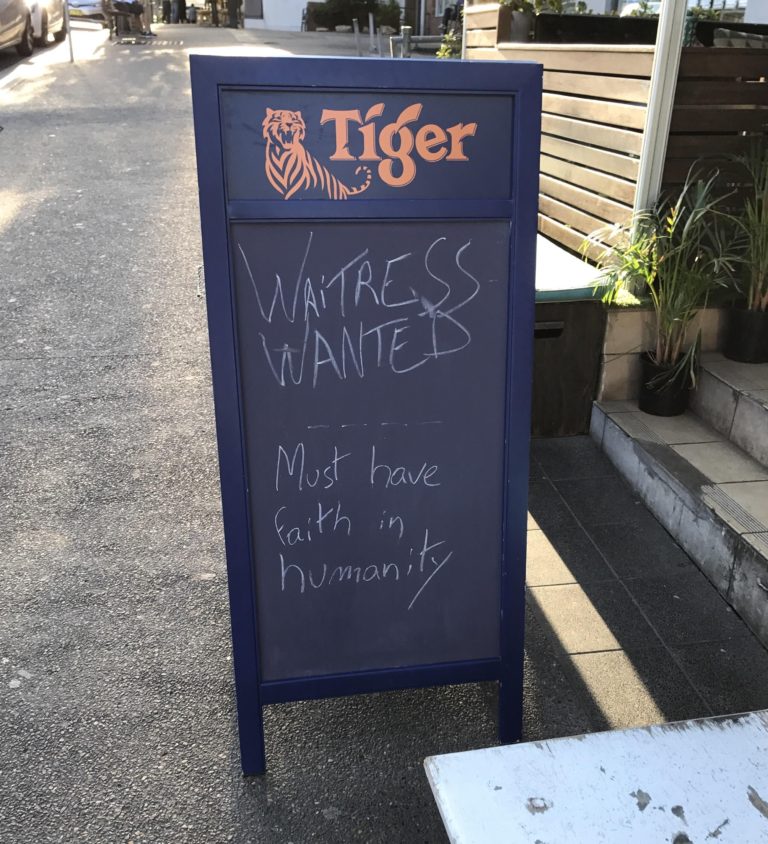 Tiger
WAiTRESS
WANTED
Must have
faith in
humanity